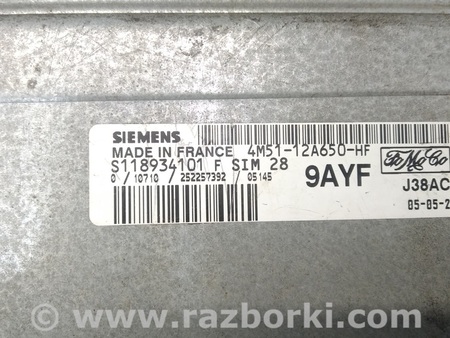 SIEMENS
MADE IN FRANCE 4M51-12A650-HF
S118934101 F SIM 28
0 / 10710 / 252257392 / 05145
9AYF
FoMoCo
J38AC
05-05-2
© www.razborki.com/